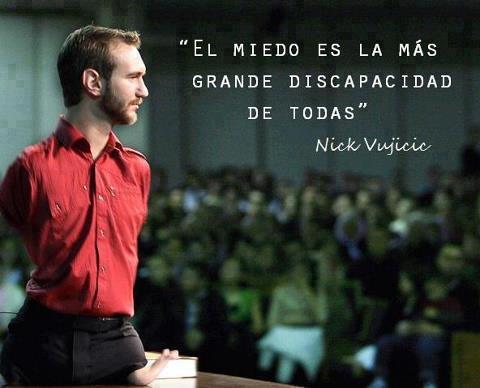 “El miedo es la más
grande discapacidad
de todas”
Nick Vujicic